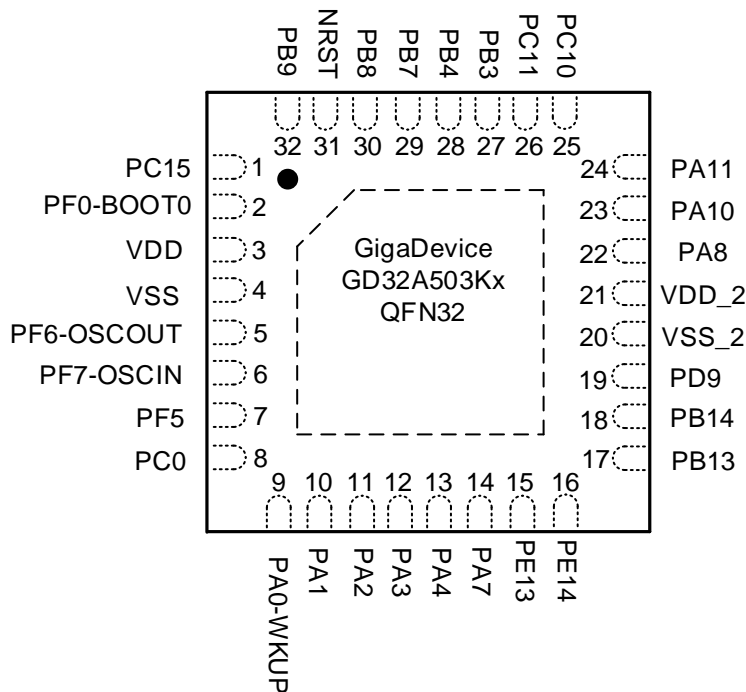 PB9
NRST
PB8
PB7
PB4
PB3
PC11
PC10
32
31
30
29
28
27
26
25
PC15 1
PF0-BOOT0 2
VDD 3
VSS 4
PF6-OSCOUT 5
PF7-OSCIN 6
PF5 7
PC0 8
GigaDevice
GD32A503Kx
QFN32
24 PA11
23 PA10
22 PA8
21 VDD_2
20 VSS_2
19 PD9
18 PB14
17 PB13
9
10
11
12
13
14
15
16
PA0-WKUP
PA1
PA2
PA3
PA4
PA7
PE13
PE14